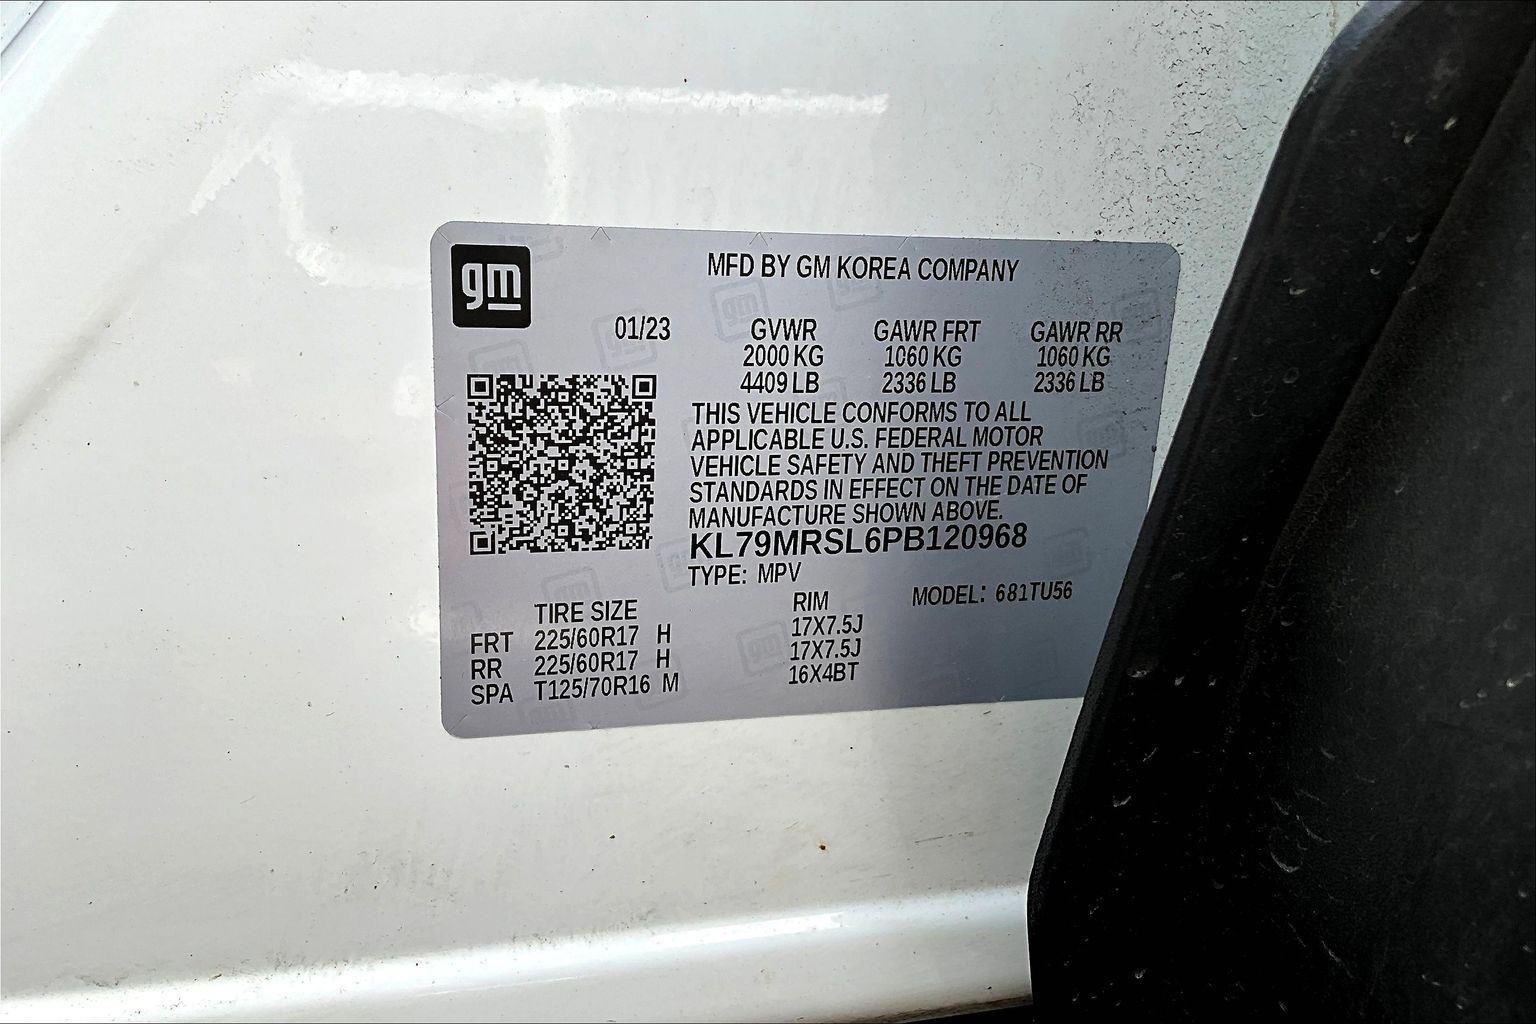 gm
MFD BY GM KOREA COMPANY
01/23 GVWR GAWR FRT GAWR RR
2000 KG 1060 KG 1060 KG
4409 LB 2336 LB 2336 LB
THIS VEHICLE CONFORMS TO ALL
APPLICABLE U.S. FEDERAL MOTOR
VEHICLE SAFETY AND THEFT PREVENTION
STANDARDS IN EFFECT ON THE DATE OF
MANUFACTURE SHOWN ABOVE.
KL79MRSL6PB120968
TYPE: MPV MODEL: 681TU56
TIRE SIZE RIM
FRT 225/60R17 H 17X7.5J
RR 225/60R17 H 17X7.5J
SPA T125/70R16 M 16X4BT